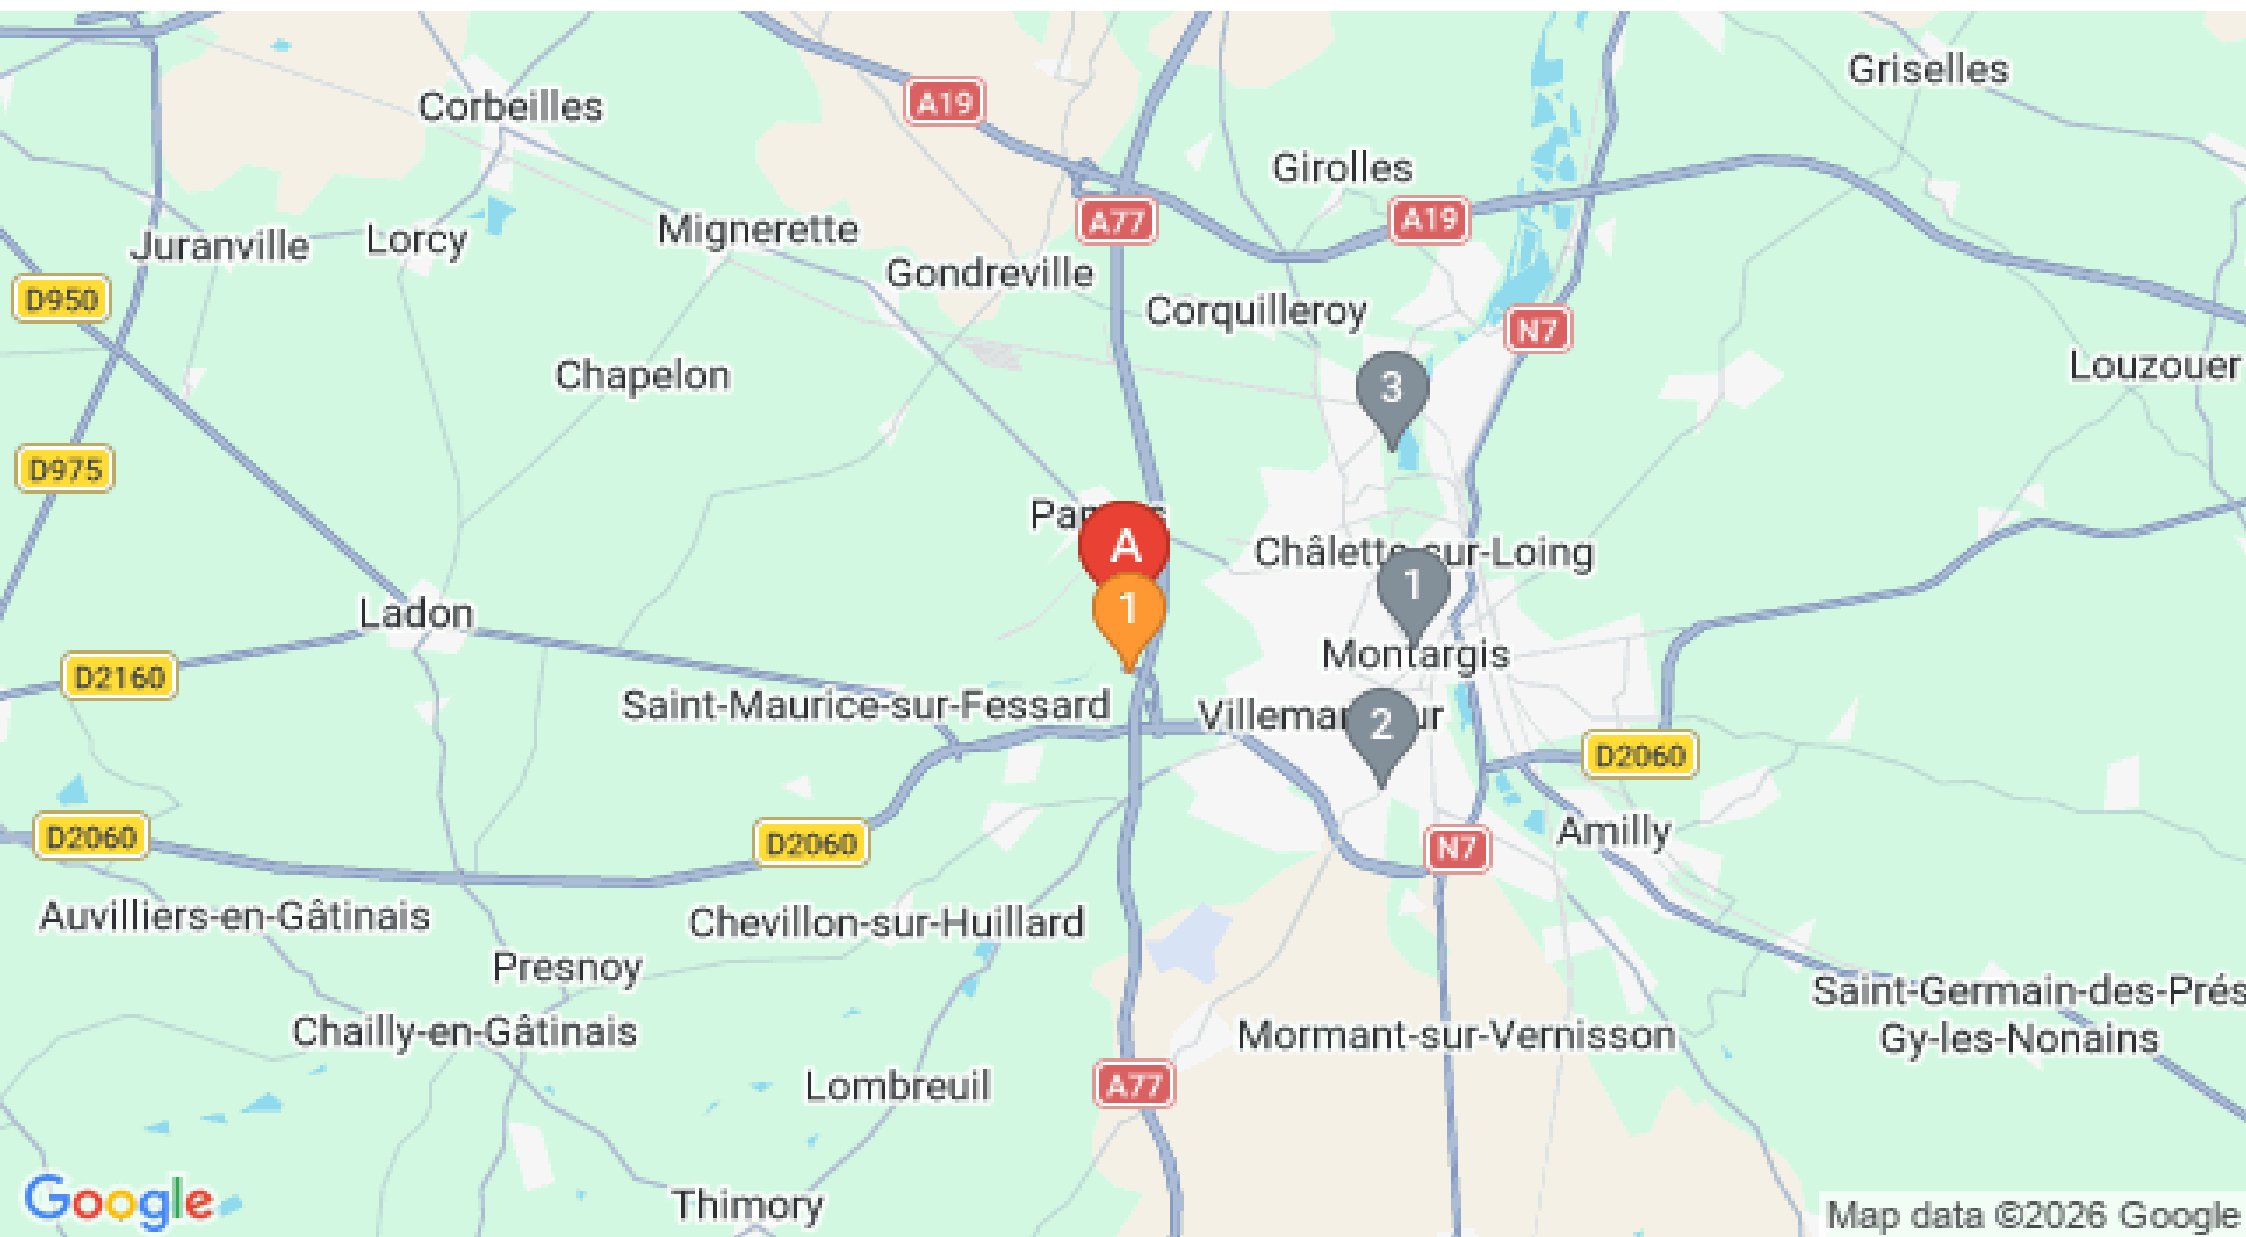 Griselles
Corbeilles
A19
Girolles
A77
A19
Mignerette
Juranville
Lorcy
Gondreville
D950
Corquilleroy
N7
Louzouer
Chapelon
3
D975
A
Châlette-sur-Loing
1
1
Ladon
Montargis
D2160
Saint-Maurice-sur-Fessard
2
D2060
D2060
D2060
N7
Amilly
Auvilliers-en-Gâtinais
Chevillon-sur-Huillard
Presnoy
Saint-Germain-des-Prés
Chailly-en-Gâtinais
Mormant-sur-Vernisson
Gy-les-Nonains
Lombreuil
A77
Google
Thimory
Map data ©2026 Google